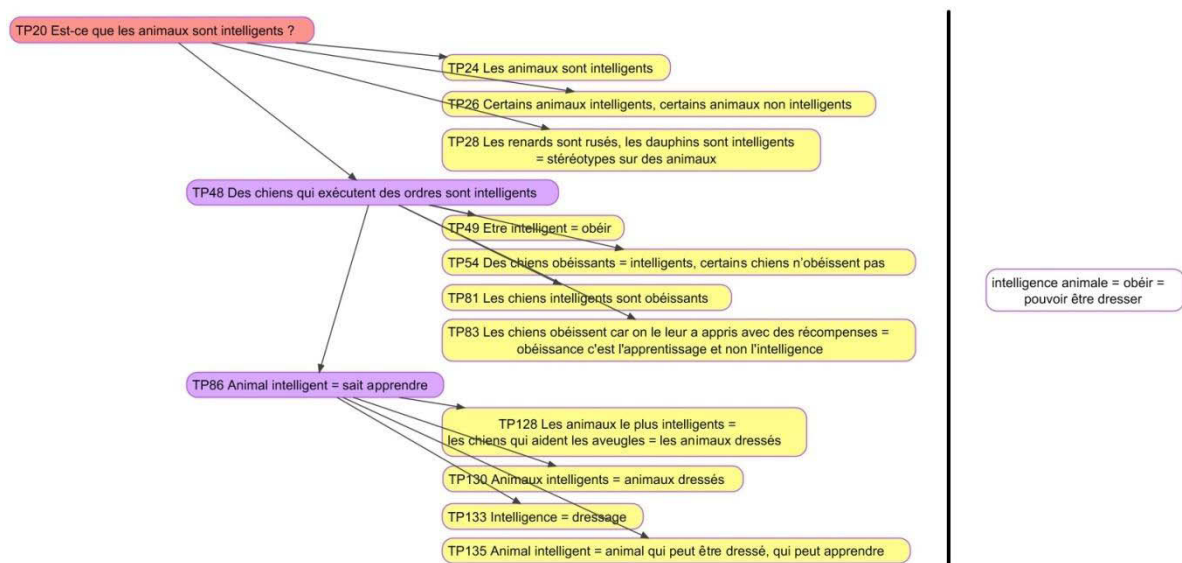 TP20 Est-ce que les animaux sont intelligents ?
TP24 Les animaux sont intelligents
TP26 Certains animaux intelligents, certains animaux non intelligents
TP28 Les renards sont rusés, les dauphins sont intelligents
= stéréotypes sur des animaux
TP48 Des chiens qui exécutent des ordres sont intelligents
TP49 Etre intelligent = obéir
TP54 Des chiens obéissants = intelligents, certains chiens n'obéissent pas
TP81 Les chiens intelligents sont obéissants
TP83 Les chiens obéissent car on le leur a appris avec des récompenses =
obéissance c'est l'apprentissage et non l'intelligence
TP86 Animal intelligent = sait apprendre
TP128 Les animaux le plus intelligents =
les chiens qui aident les aveugles = les animaux dressés
TP130 Animaux intelligents = animaux dressés
TP133 Intelligence = dressage
TP135 Animal intelligent = animal qui peut être dressé, qui peut apprendre
intelligence animale = obéir =
pouvoir être dresser